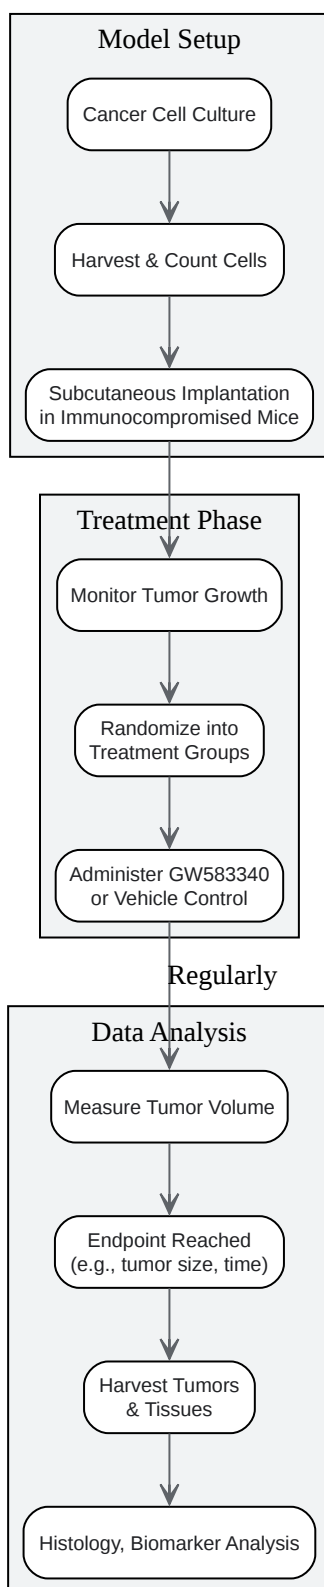 Model Setup
Cancer Cell Culture
Harvest & Count Cells
Subcutaneous Implantation
in Immunocompromised Mice
Treatment Phase
Monitor Tumor Growth
Randomize into
Treatment Groups
Administer GW583340
or Vehicle Control
Regularly
Data Analysis
Measure Tumor Volume
Endpoint Reached
(e.g., tumor size, time)
Harvest Tumors
& Tissues
Histology, Biomarker Analysis